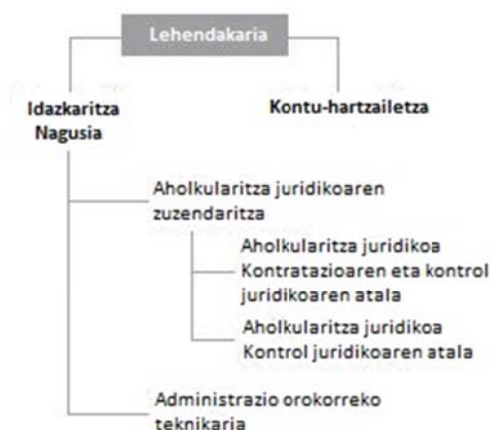 Lehendakaria
Idazkaritza
Nagusia
Kontu-hartzailetza
Aholkularitza juridikoaren
zuzendaritza
Aholkularitza juridikoa
Kontratazioaren eta kontrol
juridikoaren atala
Aholkularitza juridikoa
Kontrol juridikoaren atala
Administrazio orokorreko
teknikaria